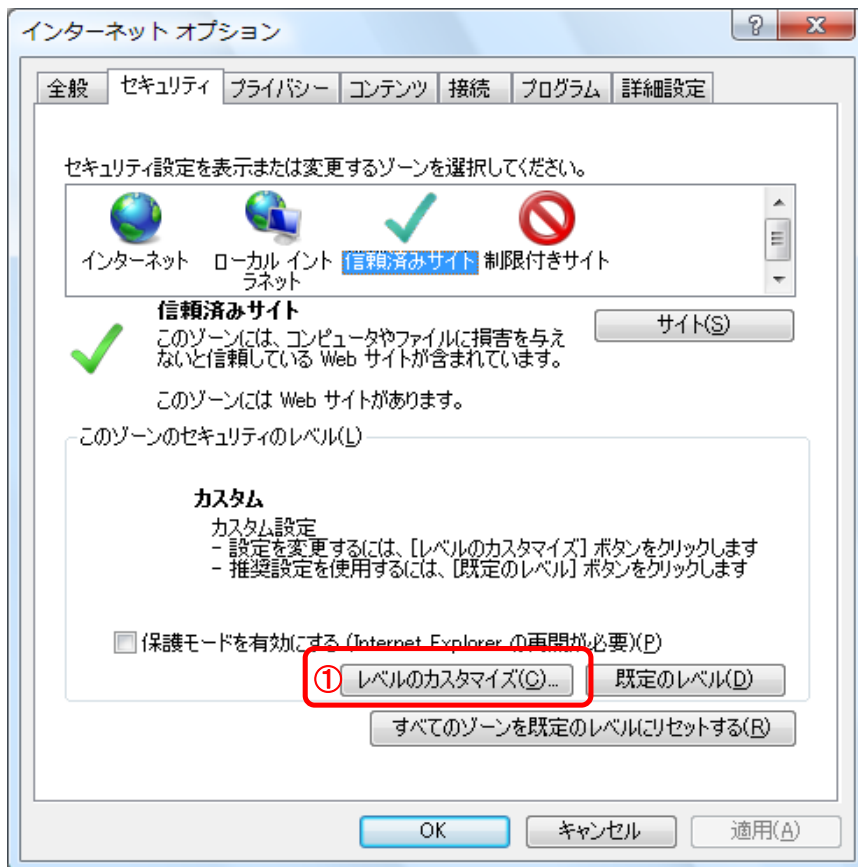 インターネット オプション
全般 セキュリティ プライバシー コンテンツ 接続 プログラム 詳細設定
セキュリティ設定を表示または変更するゾーンを選択してください。
インターネット ローカル イント 信頼済みサイト 制限付きサイト
ラネット
信頼済みサイト
サイト(S)
このゾーンには、コンピュータやファイルに損害を与え
ないと信頼している Web サイトが含まれています。
このゾーンには Web サイトがあります。
このゾーンのセキュリティのレベル(L)
カスタム
カスタム設定
- 設定を変更するには、[レベルのカスタマイズ] ボタンをクリックします
- 推奨設定を使用するには、[既定のレベル] ボタンをクリックします
保護モードを有効にする (Internet Explorer の再開が必要)(P)
① レベルのカスタマイズ(C)... 既定のレベル(D)
すべてのゾーンを既定のレベルにリセットする(R)
OK キャンセル 適用(A)